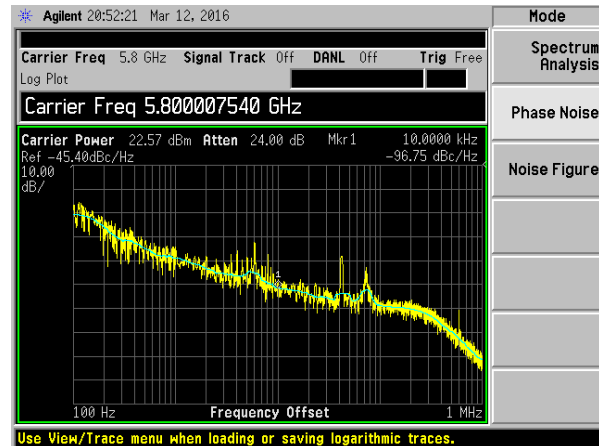 Agilent 20:52:21 Mar 12, 2016
Mode
Carrier Freq 5.8 GHz Signal Track Off DANL Off Trig Free
Log Plot
Carrier Freq 5.800007540 GHz
Carrier Power 22.57 dBm Atten 24.00 dB Mkr1 10.0000 kHz
Ref -45.40dBc/Hz -96.75 dBc/Hz
10.00
dB/
1
100 Hz Frequency Offset 1 MHz
Use View/Trace menu when loading or saving logarithmic traces.
Spectrum
Analysis
Phase Noise
Noise Figure